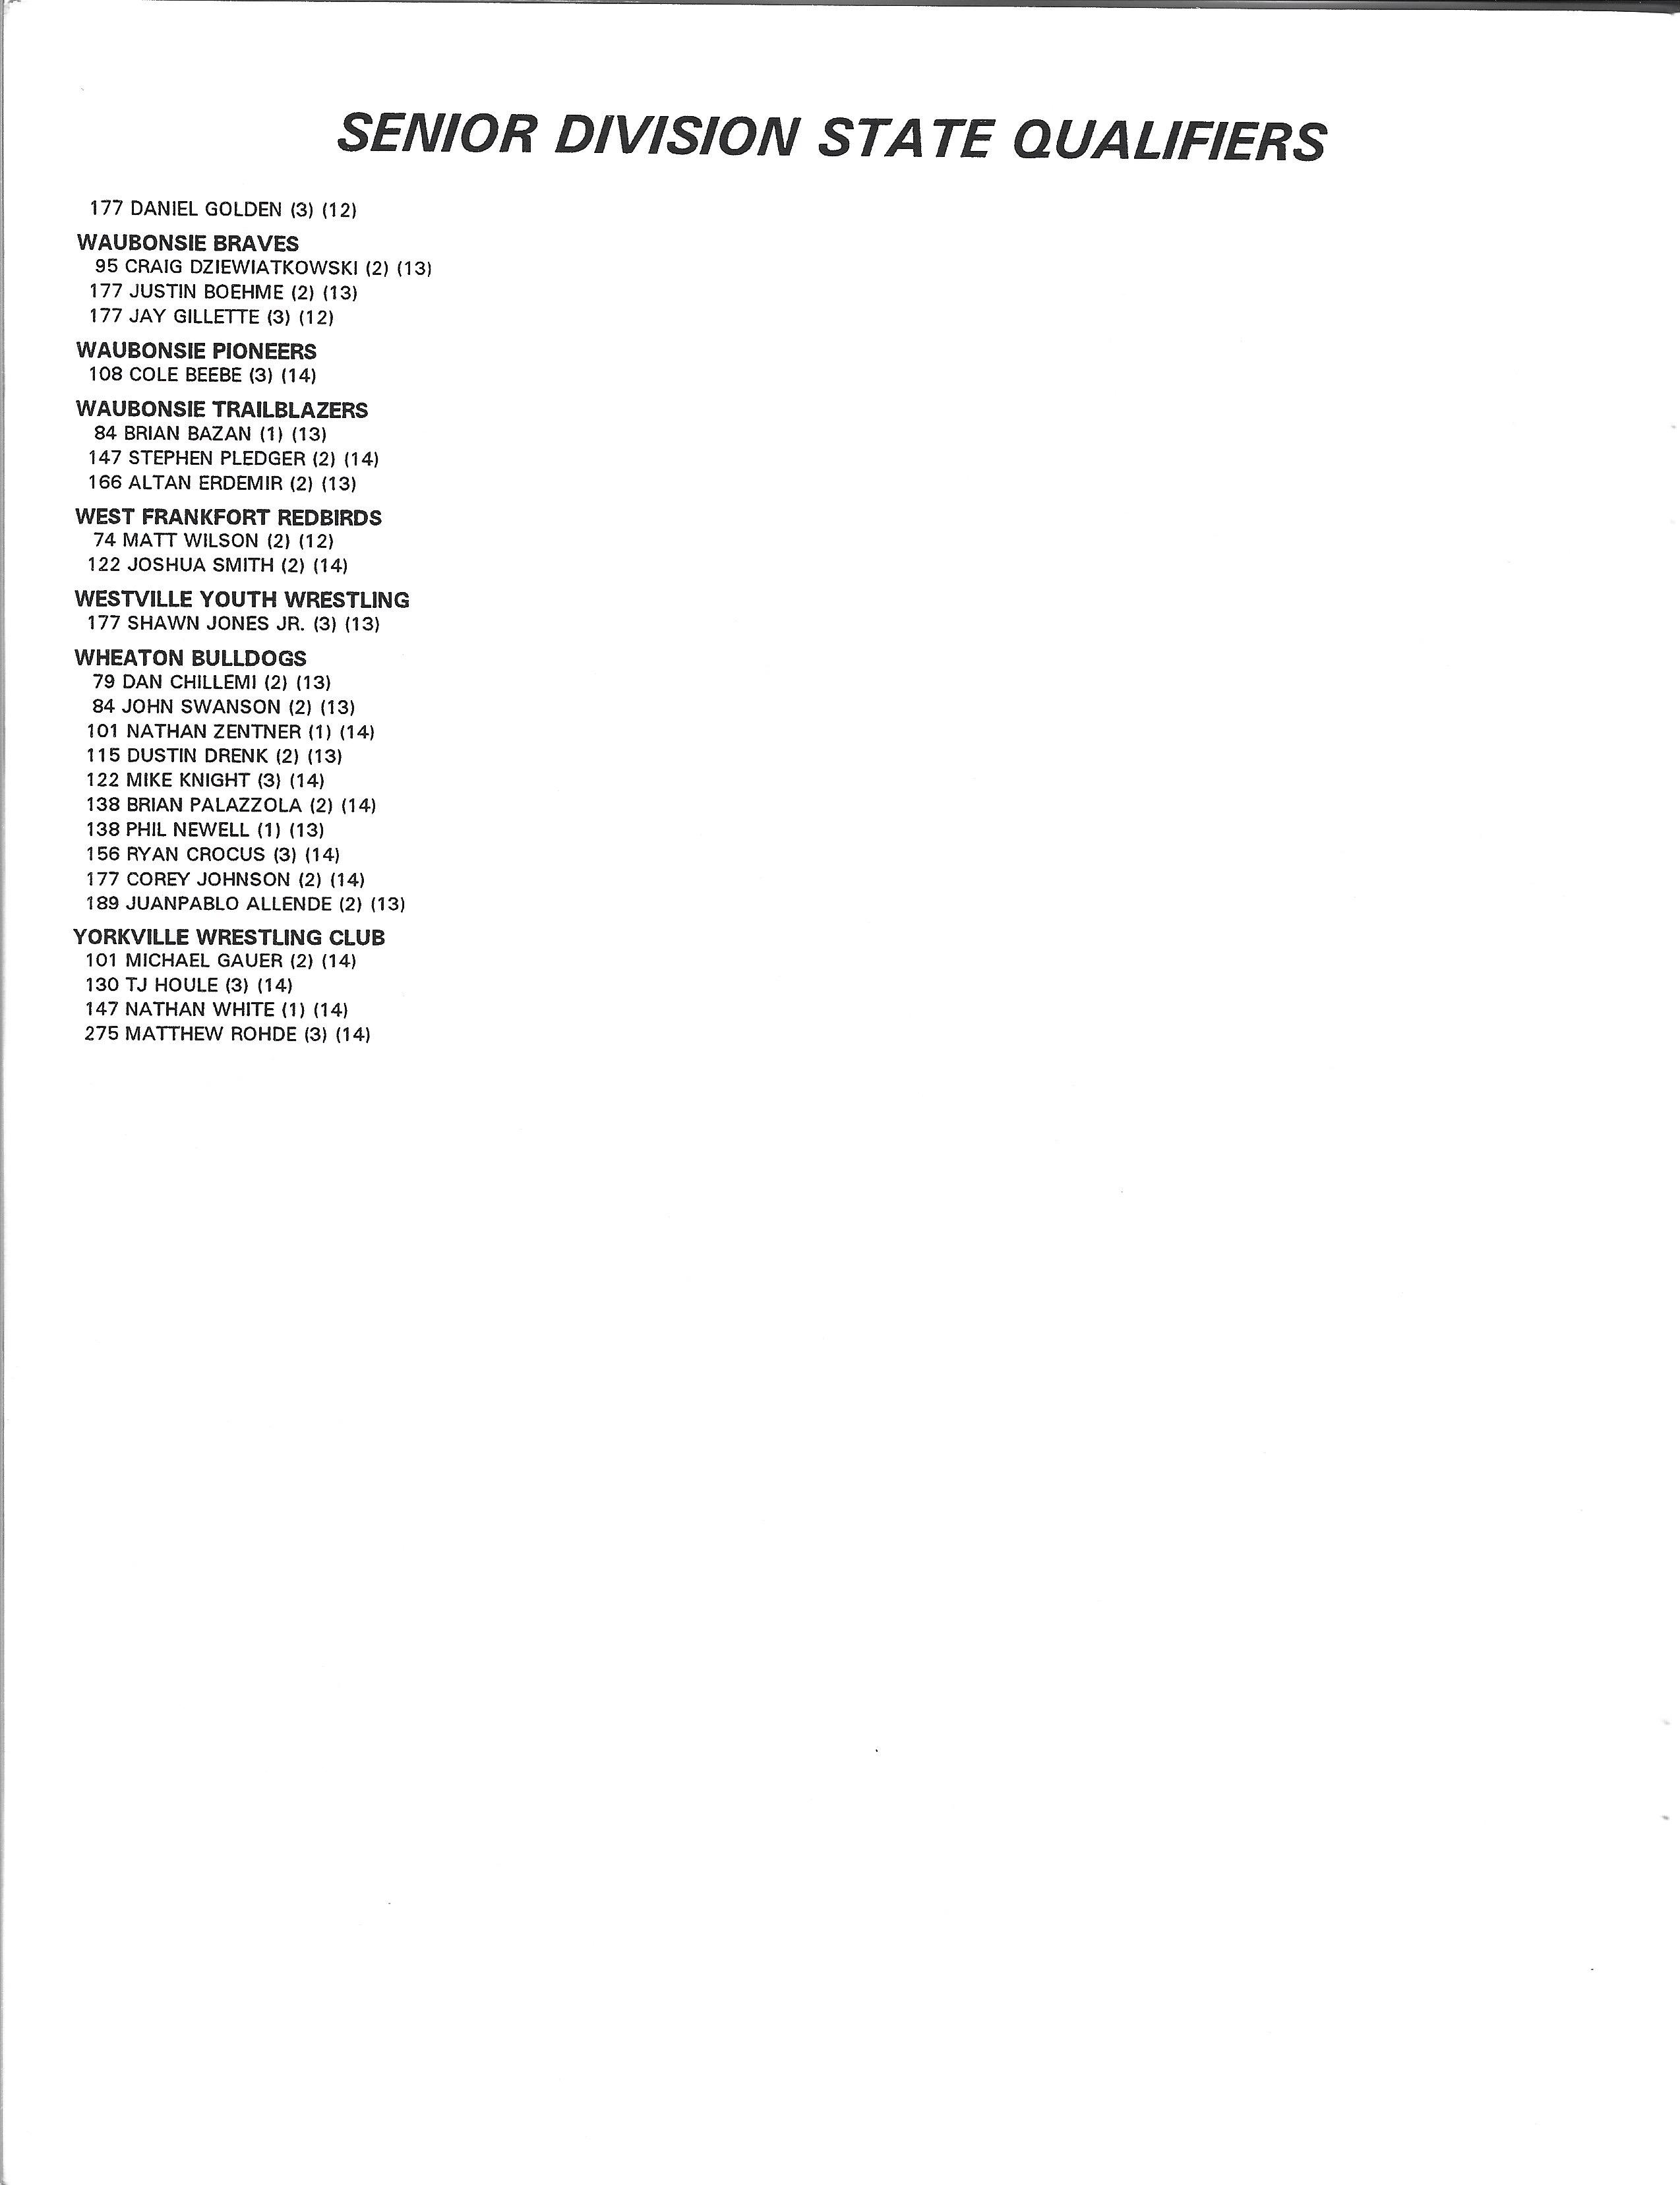 SENIOR DIVISION STATE QUALIFIERS
177 DANIEL GOLDEN (3) (12)
WAUBONSIE BRAVES
95 CRAIG DZIEWIATKOWSKI (2) (13)
177 JUSTIN BOEHME (2) (13)
177 JAY GILLETTE (3) (12)
WAUBONSIE PIONEERS
108 COLE BEEBE (3) (14)
WAUBONSIE TRAILBLAZERS
84 BRIAN BAZAN (1) (13)
147 STEPHEN PLEDGER (2) (14)
166 ALTAN ERDEMIR (2) (13)
WEST FRANKFORT REDBIRDS
74 MATT WILSON (2) (12)
122 JOSHUA SMITH (2) (14)
WESTVILLE YOUTH WRESTLING
177 SHAWN JONES JR. (3) (13)
WHEATON BULLDOGS
79 DAN CHILLEMI (2) (13)
84 JOHN SWANSON (2) (13)
101 NATHAN ZENTNER (1) (14)
115 DUSTIN DRENK (2) (13)
122 MIKE KNIGHT (3) (14)
138 BRIAN PALAZZOLA (2) (14)
138 PHIL NEWELL (1) (13)
156 RYAN CROCUS (3) (14)
177 COREY JOHNSON (2) (14)
189 JUANPABLO ALLENDE (2) (13)
YORKVILLE WRESTLING CLUB
101 MICHAEL GAUER (2) (14)
130 TJ HOULE (3) (14)
147 NATHAN WHITE (1) (14)
275 MATTHEW ROHDE (3) (14)